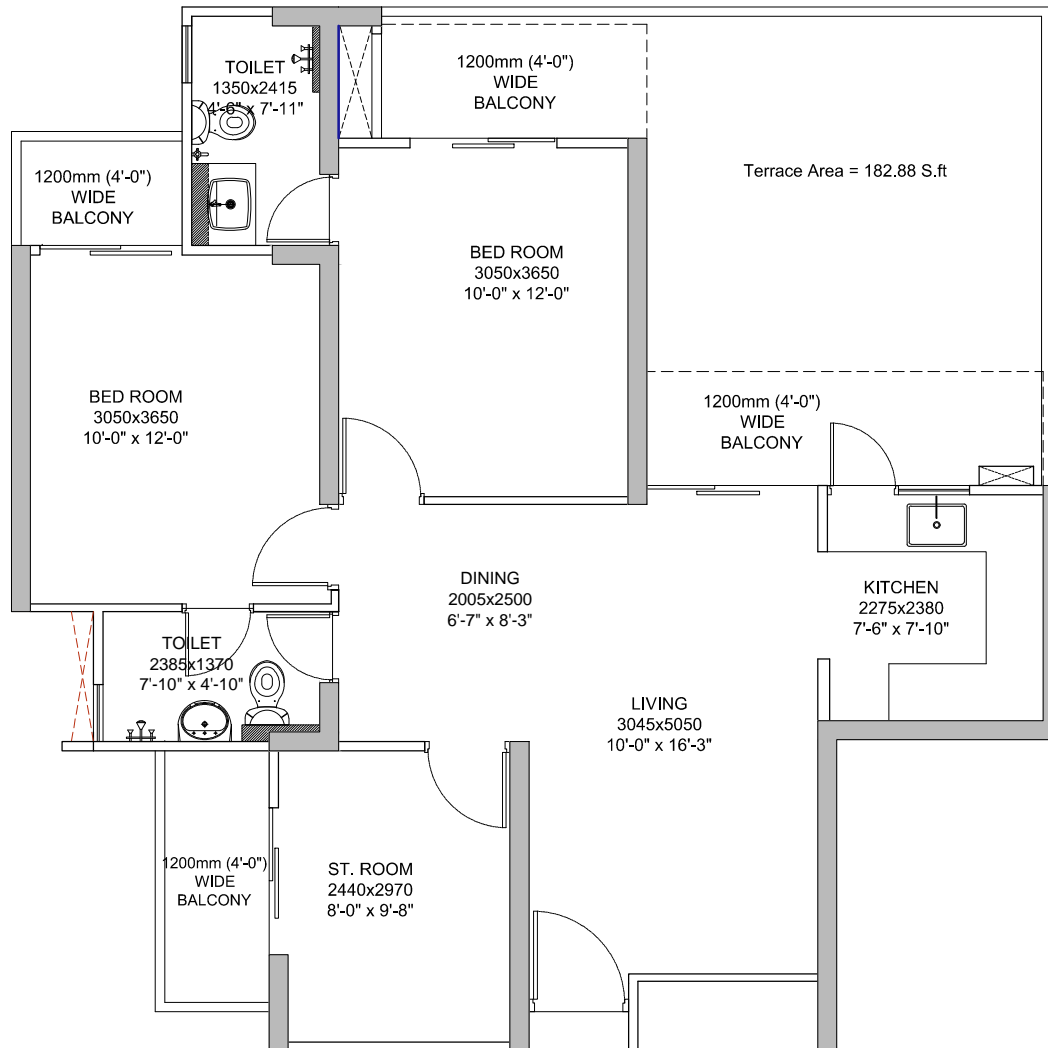 TOILET
1350x2415
4'-6" x 7'-11"
1200mm (4'-0")
WIDE
BALCONY
1200mm (4'-0")
WIDE
BALCONY
Terrace Area = 182.88 S.ft
BED ROOM
3050x3650
10'-0" x 12'-0"
BED ROOM
3050x3650
10'-0" x 12'-0"
1200mm (4'-0")
WIDE
BALCONY
DINING
2005x2500
6'-7" x 8'-3"
KITCHEN
2275x2380
7'-6" x 7'-10"
TOILET
2385x1370
7'-10" x 4'-10"
LIVING
3045x5050
10'-0" x 16'-3"
1200mm (4'-0")
WIDE
BALCONY
ST. ROOM
2440x2970
8'-0" x 9'-8"